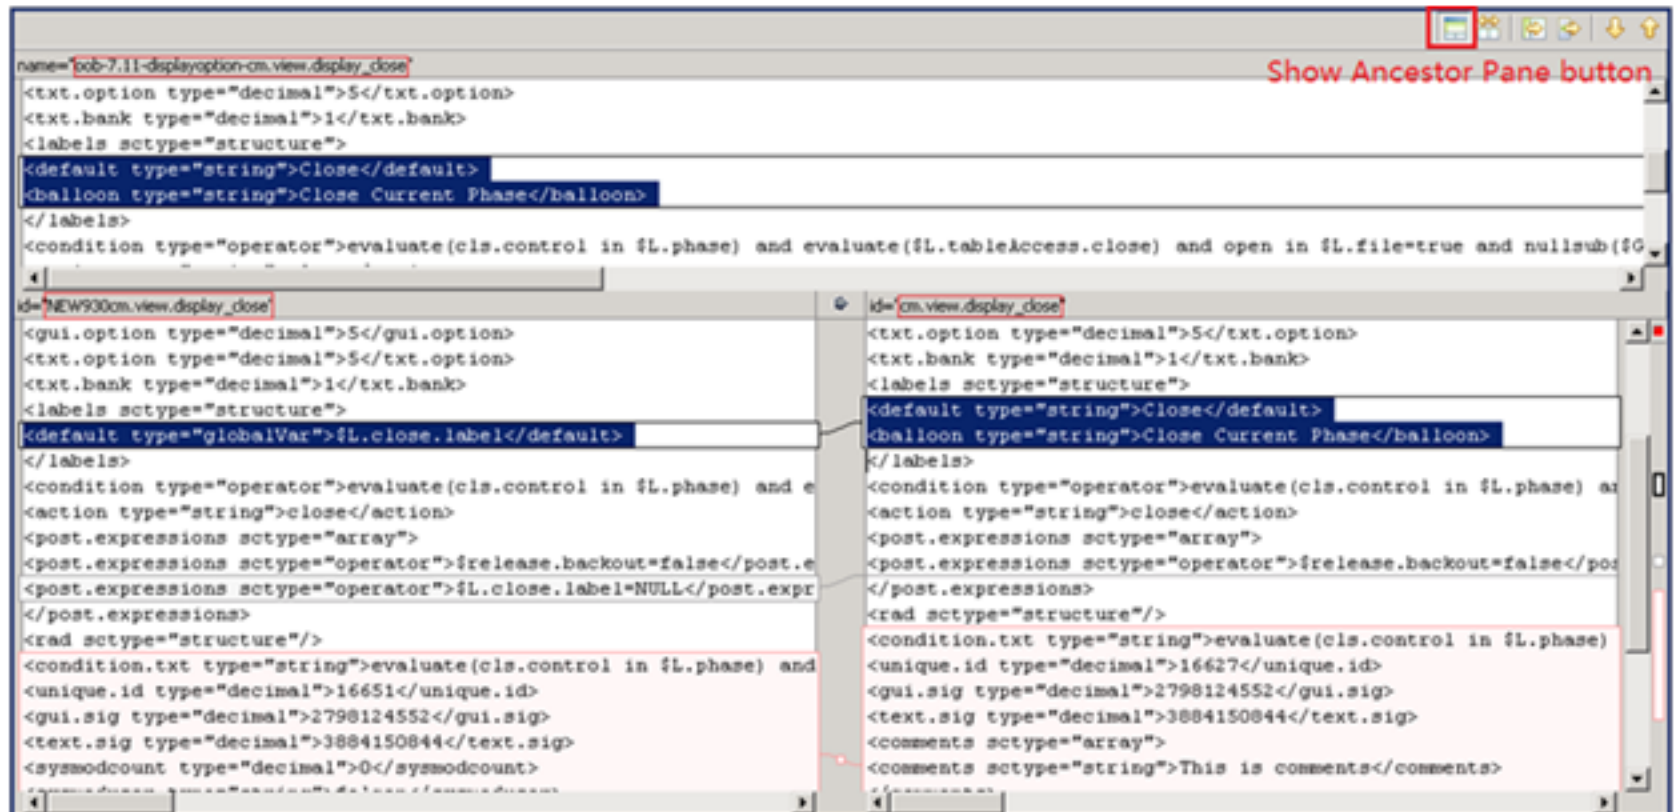 Show Ancestor Pane button
name="oob-7.11-displayoption-cm.view.display_close"
<txt.option type="decimal">5</txt.option>
<txt.bank type="decimal">1</txt.bank>
<labels sctype="structure">
<default type="string">Close</default>
<balloon type="string">Close Current Phase</balloon>
</labels>
<condition type="operator">evaluate(cls.control in $L.phase) and evaluate($L.tableAccess.close) and open in $L.file=true and nullsub($G
id="NEW930cm.view.display_close"
<gui.option type="decimal">5</gui.option>
<txt.option type="decimal">5</txt.option>
<txt.bank type="decimal">1</txt.bank>
<labels sctype="structure">
<default type="globalVar">$L.close.label</default>
</labels>
<condition type="operator">evaluate(cls.control in $L.phase) and e
<action type="string">close</action>
<post.expressions sctype="array">
<post.expressions sctype="operator">$release.backout=false</post.e
<post.expressions sctype="operator">$L.close.label=NULL</post.expr
</post.expressions>
<rad sctype="structure"/>
<condition.txt type="string">evaluate(cls.control in $L.phase) and
<unique.id type="decimal">16651</unique.id>
<gui.sig type="decimal">2798124552</gui.sig>
<text.sig type="decimal">3884150844</text.sig>
<sysmodcount type="decimal">0</sysmodcount>
id="cm.view.display_close"
<txt.option type="decimal">5</txt.option>
<txt.bank type="decimal">1</txt.bank>
<labels sctype="structure">
<default type="string">Close</default>
<balloon type="string">Close Current Phase</balloon>
</labels>
<condition type="operator">evaluate(cls.control in $L.phase) an
<action type="string">close</action>
<post.expressions sctype="array">
<post.expressions sctype="operator">$release.backout=false</pos
</post.expressions>
<rad sctype="structure"/>
<condition.txt type="string">evaluate(cls.control in $L.phase)
<unique.id type="decimal">16627</unique.id>
<gui.sig type="decimal">2798124552</gui.sig>
<text.sig type="decimal">3884150844</text.sig>
<comments sctype="array">
<comments sctype="string">This is comments</comments>